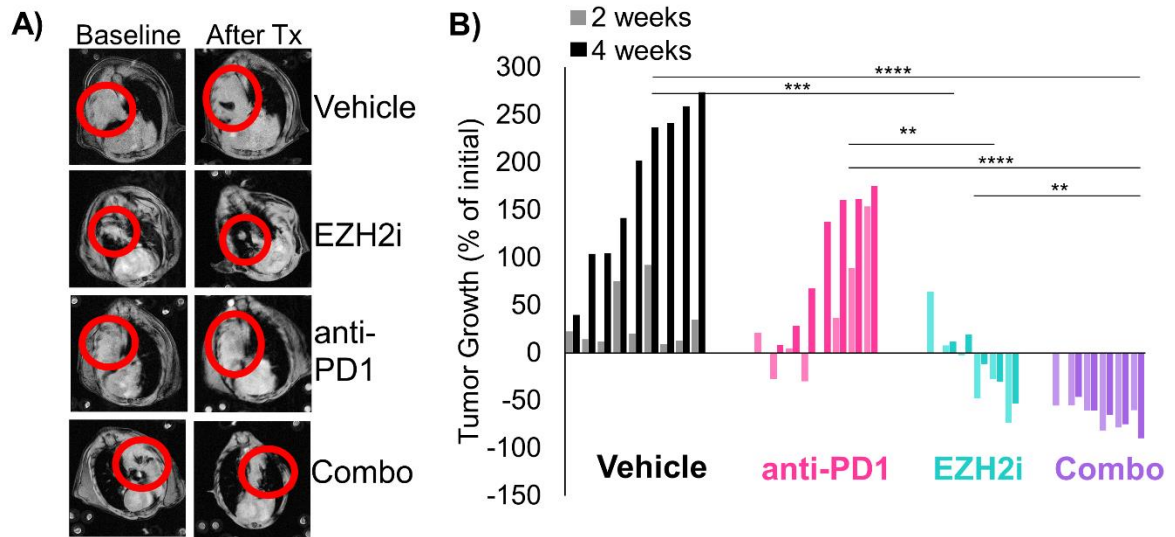 A)
Baseline After Tx
Vehicle
EZH2i
anti-
PD1
Combo
B)
2 weeks
4 weeks
Tumor Growth (% of initial)
300
250
200
150
100
50
0
-50
-100
-150
****
***
**
****
**
Vehicle anti-PD1 EZH2i Combo